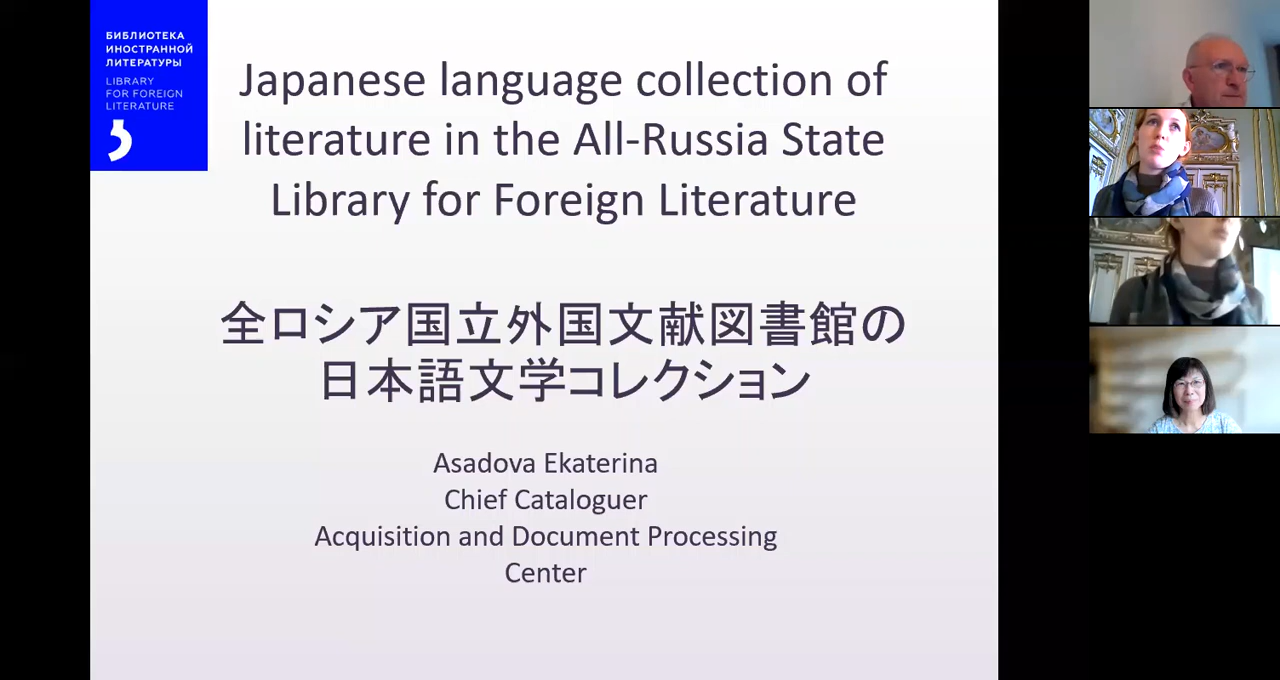 БИБЛИОТЕКА
ИНОСТРАННОЙ
ЛИТЕРАТУРЫ
LIBRARY
FOR FOREIGN
LITERATURE
Japanese language collection of
literature in the All-Russia State
Library for Foreign Literature
全ロシア国立外国文献図書館の
日本語文学コレクション
Asadova Ekaterina
Chief Cataloguer
Acquisition and Document Processing
Center